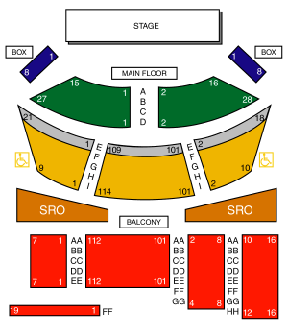 STAGE
BOX
BOX
1
8
1
8
MAIN FLOOR
16
16
27
1
A
2
28
B
C
1
D
2
21
18
1
E
109
101
E
2
F
F
9
G
G
10
1
H
H
2
I
114
101
I
SRO
SRO
BALCONY
7
1
AA
112
101
AA
2
8
AA
10
16
BB
BB
BB
CC
CC
CC
DD
DD
DD
7
1
EE
112
101
EE
EE
FF
FF
GG
4
8
GG
HH
12
16
19
1
FF